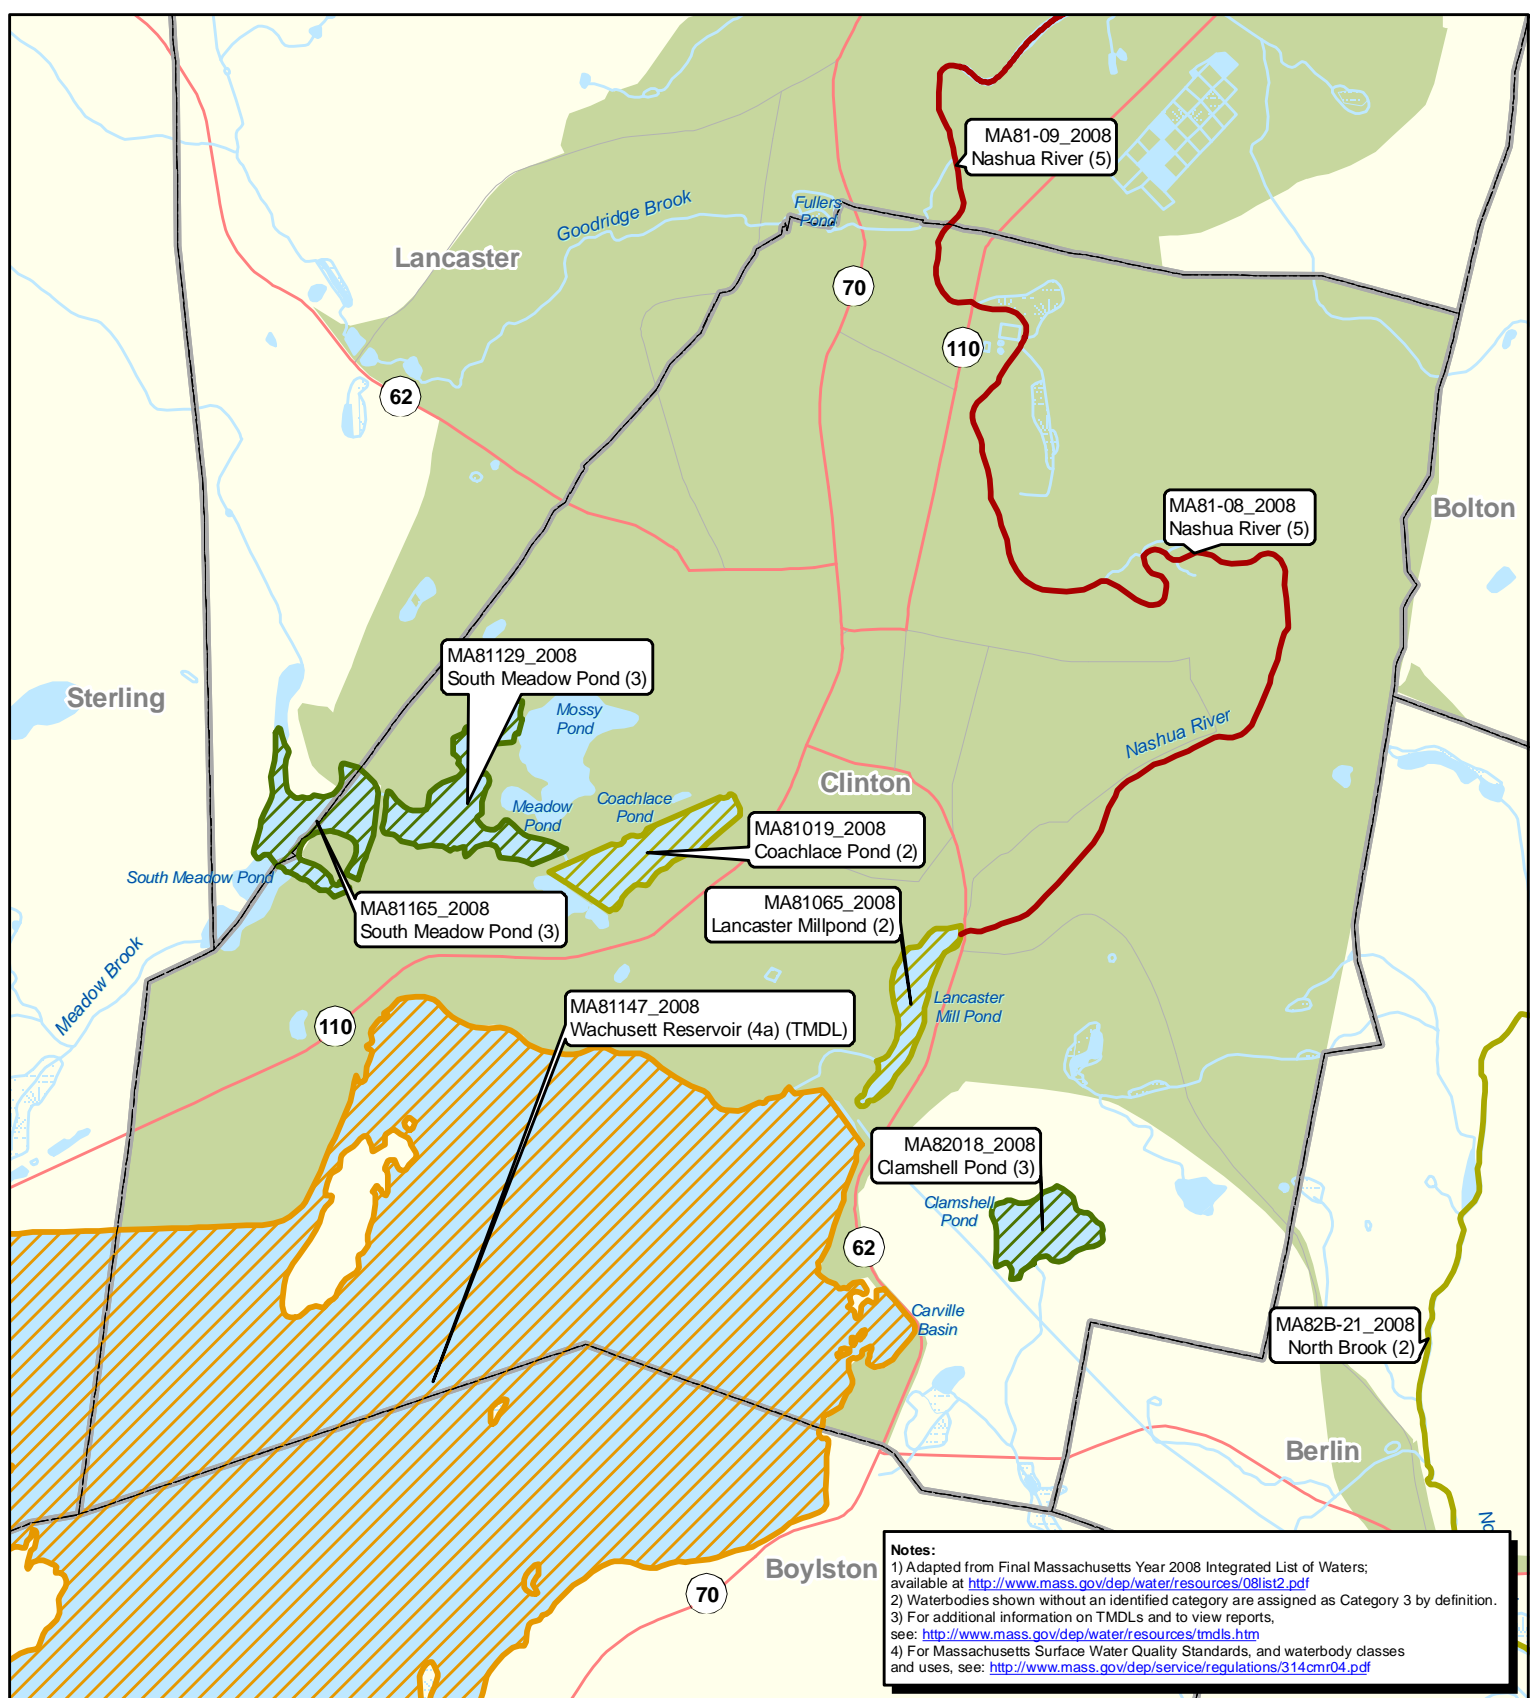 MA81-09_2008
Nashua River (5)
Goodridge Brook
Fullers
Pond
Lancaster
70
110
62
MA81-08_2008
Nashua River (5)
Bolton
MA81129_2008
South Meadow Pond (3)
Sterling
Mossy
Pond
Nashua River
Clinton
Meadow
Pond
Coachlace
Pond
MA81019_2008
Coachlace Pond (2)
South Meadow Pond
MA81165_2008
South Meadow Pond (3)
MA81065_2008
Lancaster Millpond (2)
Meadow Brook
Lancaster
Mill Pond
MA81147_2008
Wachusett Reservoir (4a) (TMDL)
110
MA82018_2008
Clamshell Pond (3)
Clamshell
Pond
62
Carville
Basin
MA82B-21_2008
North Brook (2)
Berlin
No
Boylston
70
Notes:
1) Adapted from Final Massachusetts Year 2008 Integrated List of Waters;
available at http://www.mass.gov/dep/water/resources/08list2.pdf
2) Waterbodies shown without an identified category are assigned as Category 3 by definition.
3) For additional information on TMDLs and to view reports,
see: http://www.mass.gov/dep/water/resources/tmdls.htm
4) For Massachusetts Surface Water Quality Standards, and waterbody classes
and uses, see: http://www.mass.gov/dep/service/regulations/314cmr04.pdf